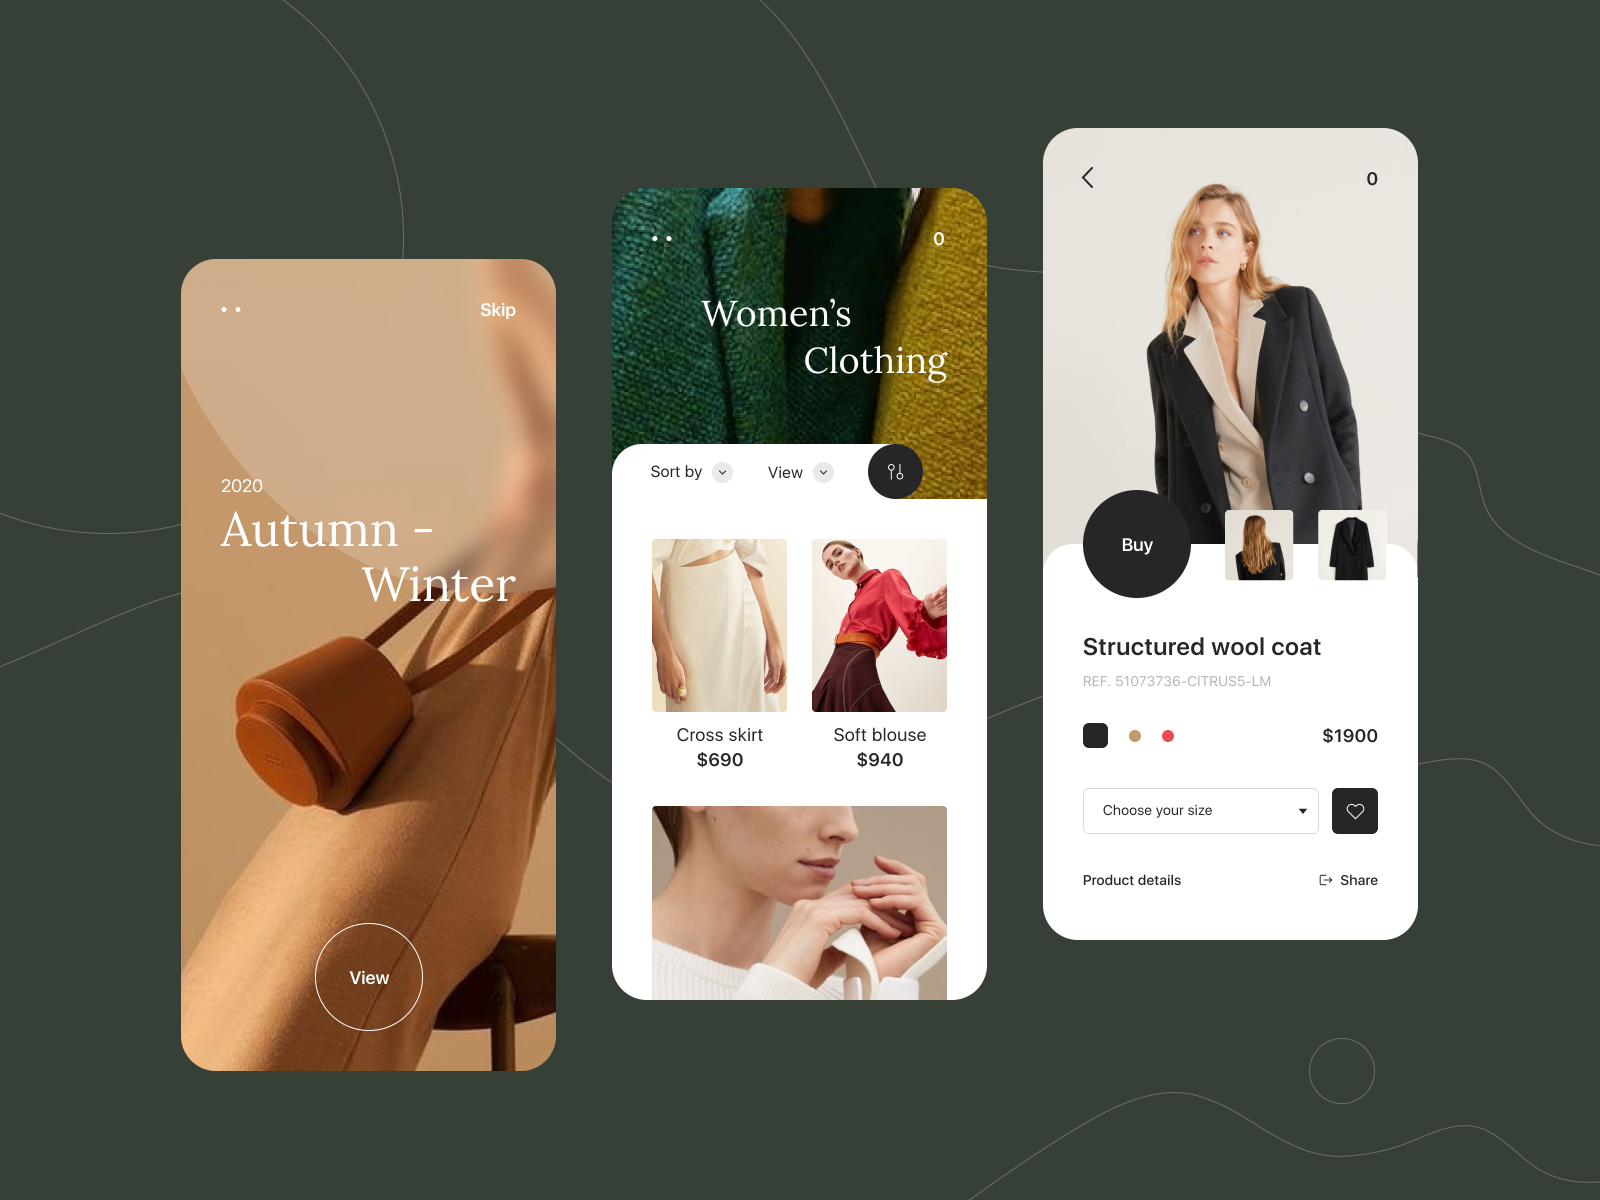 Skip
2020
Autumn -
Winter
View
0
Women’s
Clothing
Sort by
View
Cross skirt
$690
Soft blouse
$940
0
Buy
Structured wool coat
REF. 51073736-CITRUS5-LM
$1900
Choose your size
Product details
Share